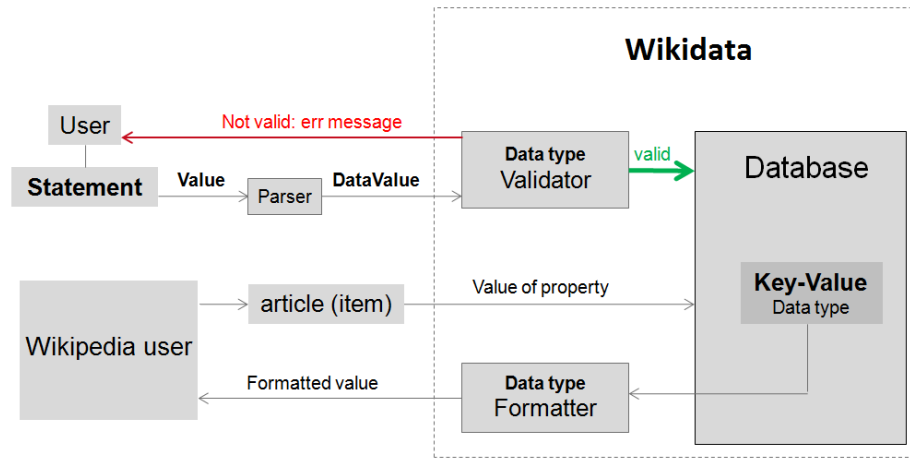 Wikidata
User
Not valid: err message
Data type
Validator
valid
Database
Statement
Value
Parser
DataValue
Wikipedia user
article (item)
Value of property
Key-Value
Data type
Formatted value
Data type
Formatter